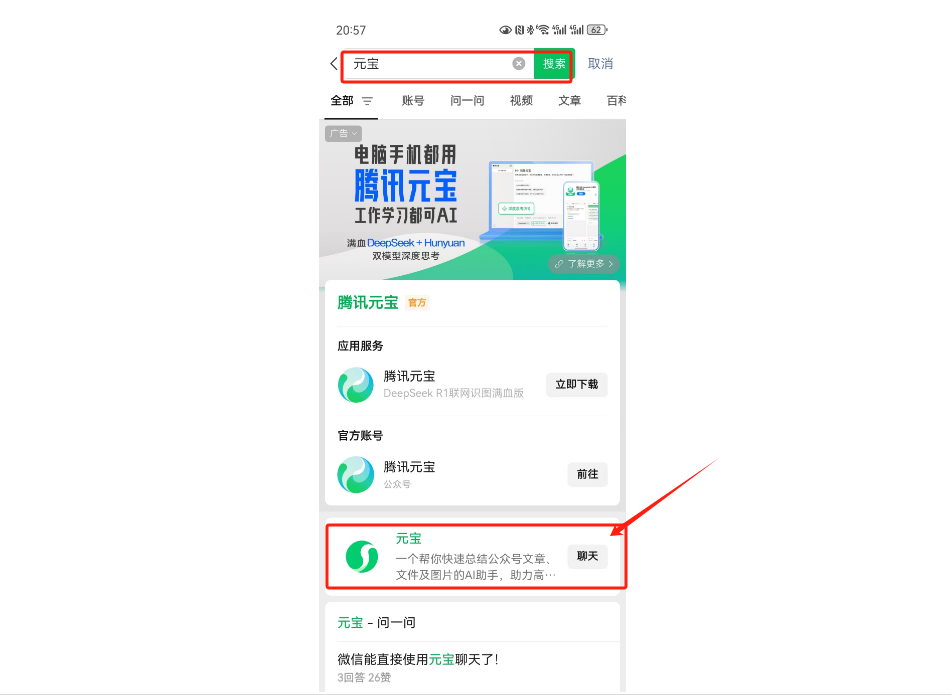 20:57
62
元宝
搜索
取消
全部
账号
问一问
视频
文章
百科
广告
电脑手机都用
腾讯元宝
工作学习都可AI
满血DeepSeek + Hunyuan
双模型深度思考
了解更多
腾讯元宝 官方
应用服务
腾讯元宝
DeepSeek R1联网识图满血版
立即下载
官方账号
腾讯元宝
公众号
前往
元宝
一个帮你快速总结公众号文章、
文件及图片的AI助手，助力高…
聊天
元宝 - 问一问
微信能直接使用元宝聊天了！
3回答 26赞